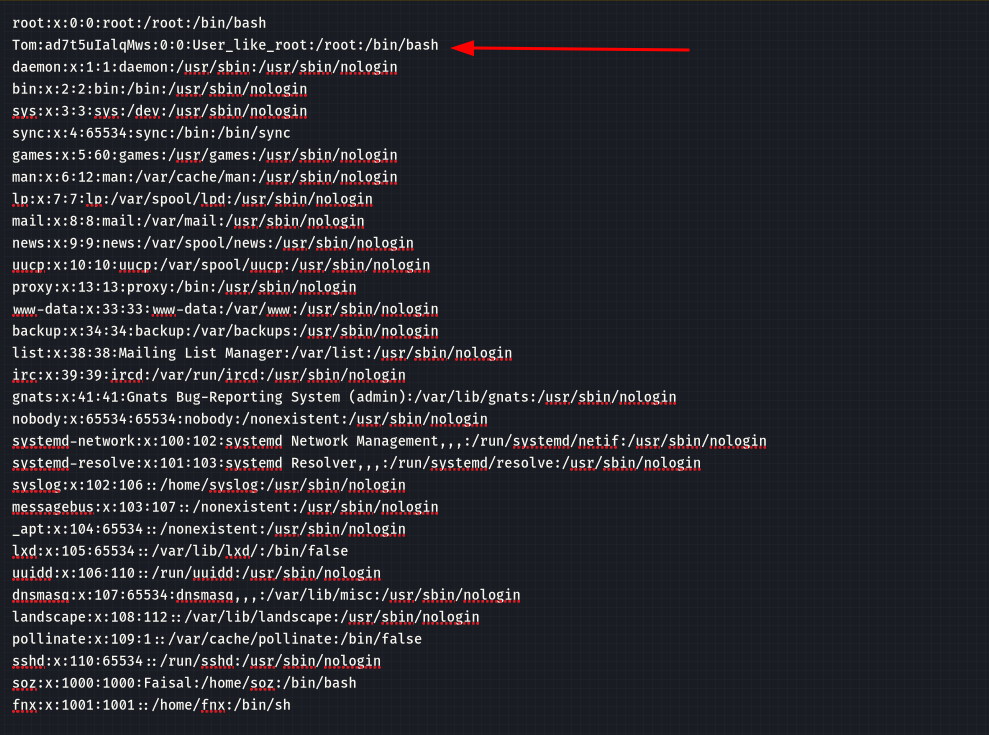 root:x:0:0:root:/root:/bin/bash
Tom:ad7t5uIalqMws:0:0:User_like_root:/root:/bin/bash
daemon:x:1:1:daemon:/usr/sbin:/usr/sbin/nologin
bin:x:2:2:bin:/bin:/usr/sbin/nologin
sys:x:3:3:sys:/dev:/usr/sbin/nologin
sync:x:4:65534:sync:/bin:/bin/sync
games:x:5:60:games:/usr/games:/usr/sbin/nologin
man:x:6:12:man:/var/cache/man:/usr/sbin/nologin
lp:x:7:7:lp:/var/spool/lpd:/usr/sbin/nologin
mail:x:8:8:mail:/var/mail:/usr/sbin/nologin
news:x:9:9:news:/var/spool/news:/usr/sbin/nologin
uucp:x:10:10:uucp:/var/spool/uucp:/usr/sbin/nologin
proxy:x:13:13:proxy:/bin:/usr/sbin/nologin
www-data:x:33:33:www-data:/var/www:/usr/sbin/nologin
backup:x:34:34:backup:/var/backups:/usr/sbin/nologin
list:x:38:38:Mailing List Manager:/var/list:/usr/sbin/nologin
irc:x:39:39:ircd:/var/run/ircd:/usr/sbin/nologin
gnats:x:41:41:Gnats Bug-Reporting System (admin):/var/lib/gnats:/usr/sbin/nologin
nobody:x:65534:65534:nobody:/nonexistent:/usr/sbin/nologin
systemd-network:x:100:102:systemd Network Management,,,:/run/systemd/netif:/usr/sbin/nologin
systemd-resolve:x:101:103:systemd Resolver,,,:/run/systemd/resolve:/usr/sbin/nologin
syslog:x:102:106::/home/syslog:/usr/sbin/nologin
messagebus:x:103:107::/nonexistent:/usr/sbin/nologin
_apt:x:104:65534::/nonexistent:/usr/sbin/nologin
lxd:x:105:65534::/var/lib/lxd/:/bin/false
uuidd:x:106:110::/run/uuidd:/usr/sbin/nologin
dnsmasq:x:107:65534:dnsmasq,,,:/var/lib/misc:/usr/sbin/nologin
landscape:x:108:112::/var/lib/landscape:/usr/sbin/nologin
pollinate:x:109:1::/var/cache/pollinate:/bin/false
sshd:x:110:65534::/run/sshd:/usr/sbin/nologin
soz:x:1000:1000:Faisal:/home/soz:/bin/bash
fnx:x:1001:1001::/home/fnx:/bin/sh